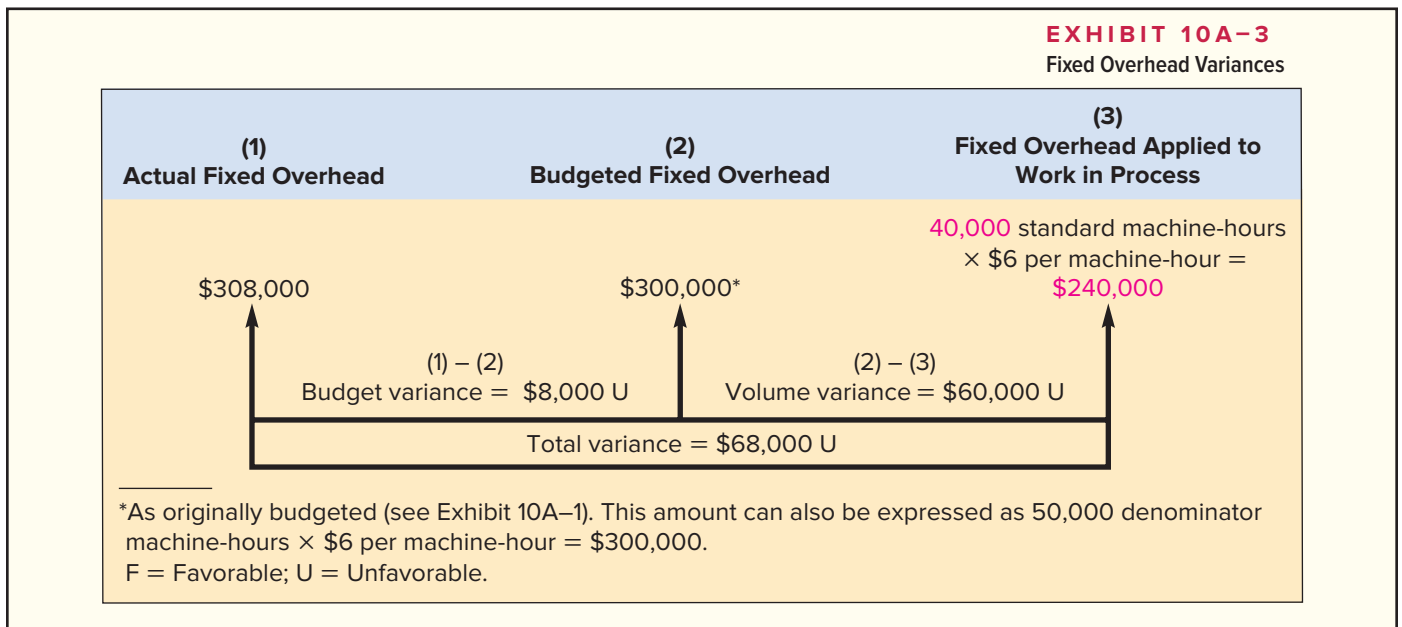 EXHIBIT 10A–3
Fixed Overhead Variances
(1)
Actual Fixed Overhead
(2)
Budgeted Fixed Overhead
(3)
Fixed Overhead Applied to
Work in Process
40,000 standard machine-hours
× $6 per machine-hour =
$308,000
$300,000*
$240,000
(1) – (2)
Budget variance = $8,000 U
(2) – (3)
Volume variance = $60,000 U
Total variance = $68,000 U
*As originally budgeted (see Exhibit 10A–1). This amount can also be expressed as 50,000 denominator
machine-hours × $6 per machine-hour = $300,000.
F = Favorable; U = Unfavorable.